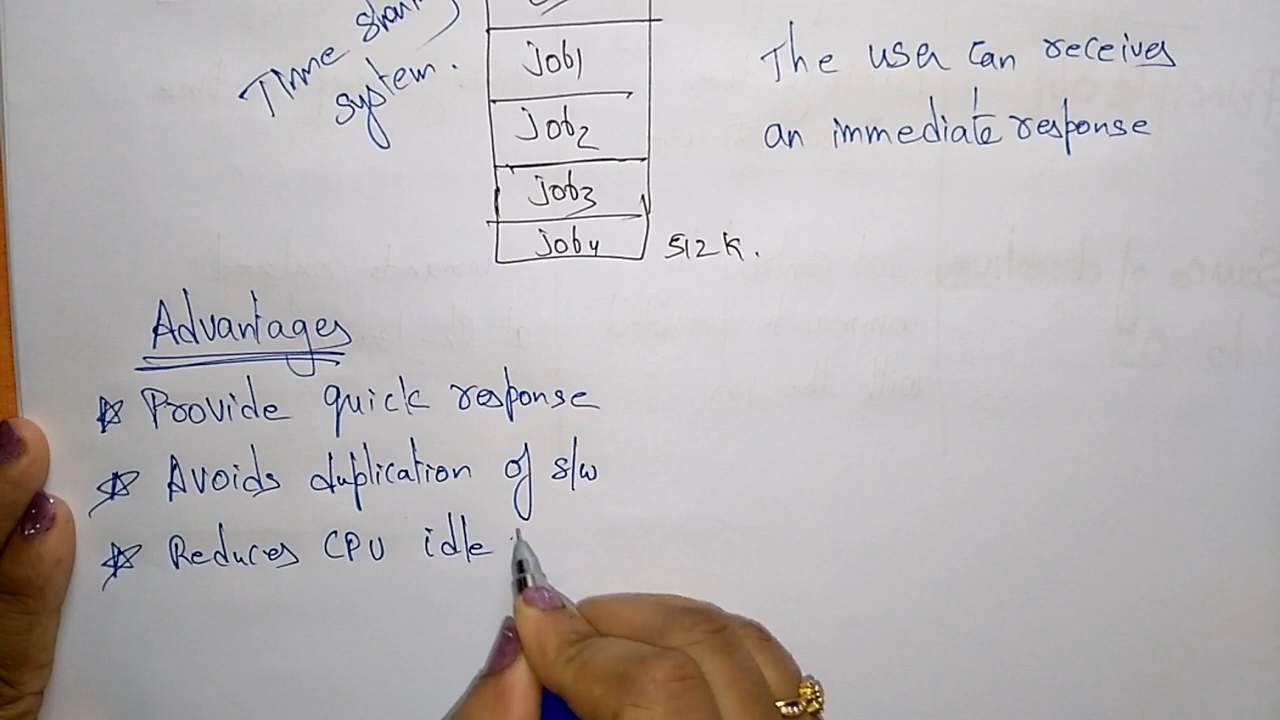 Time
system.
job1
job2
job3
job4
512K.
The user can receives
an immediate response
Advantages
Provide quick response
Avoids duplication of s/w
Reduces CPU idle